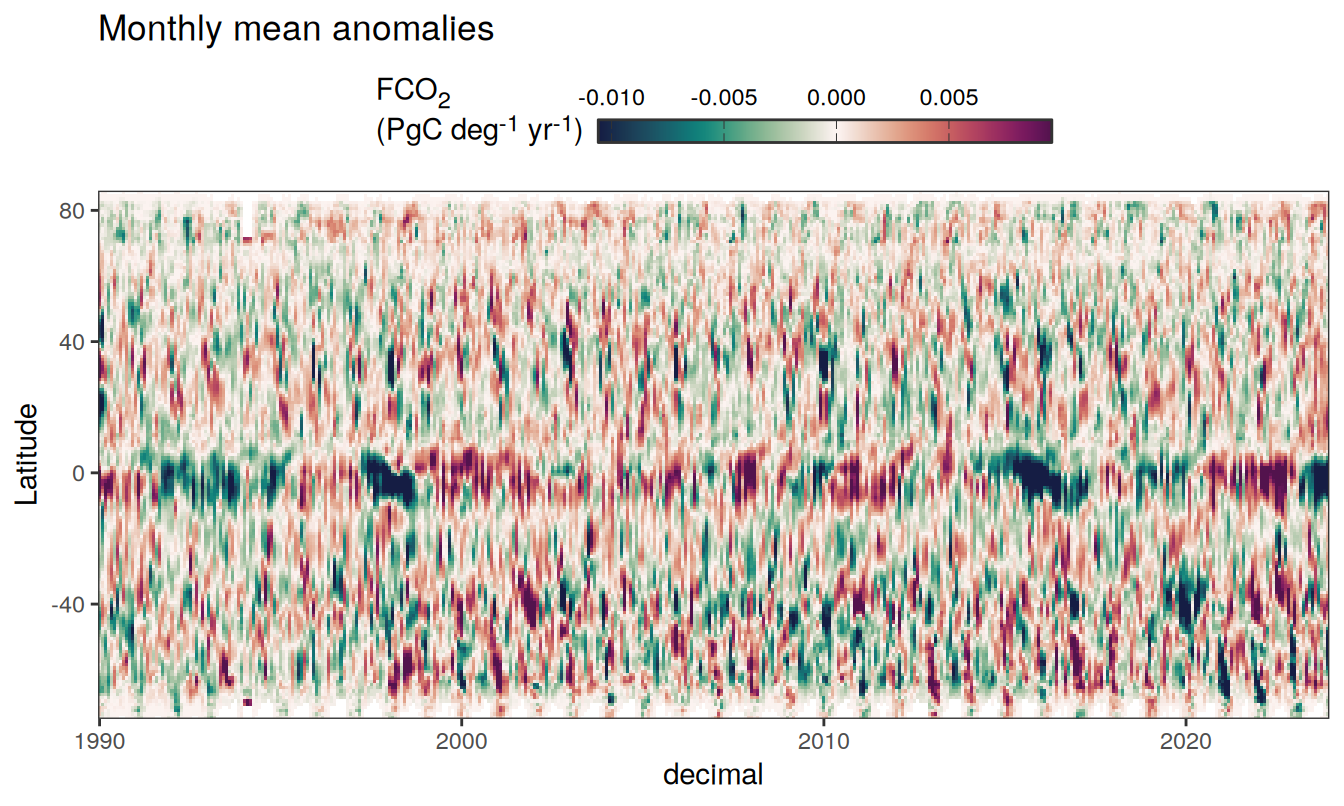 Monthly mean anomalies
FCO₂
-0.010 -0.005 0.000 0.005
(PgC deg⁻¹ yr⁻¹)
80
40
0
-40
Latitude
1990 2000 2010 2020
decimal